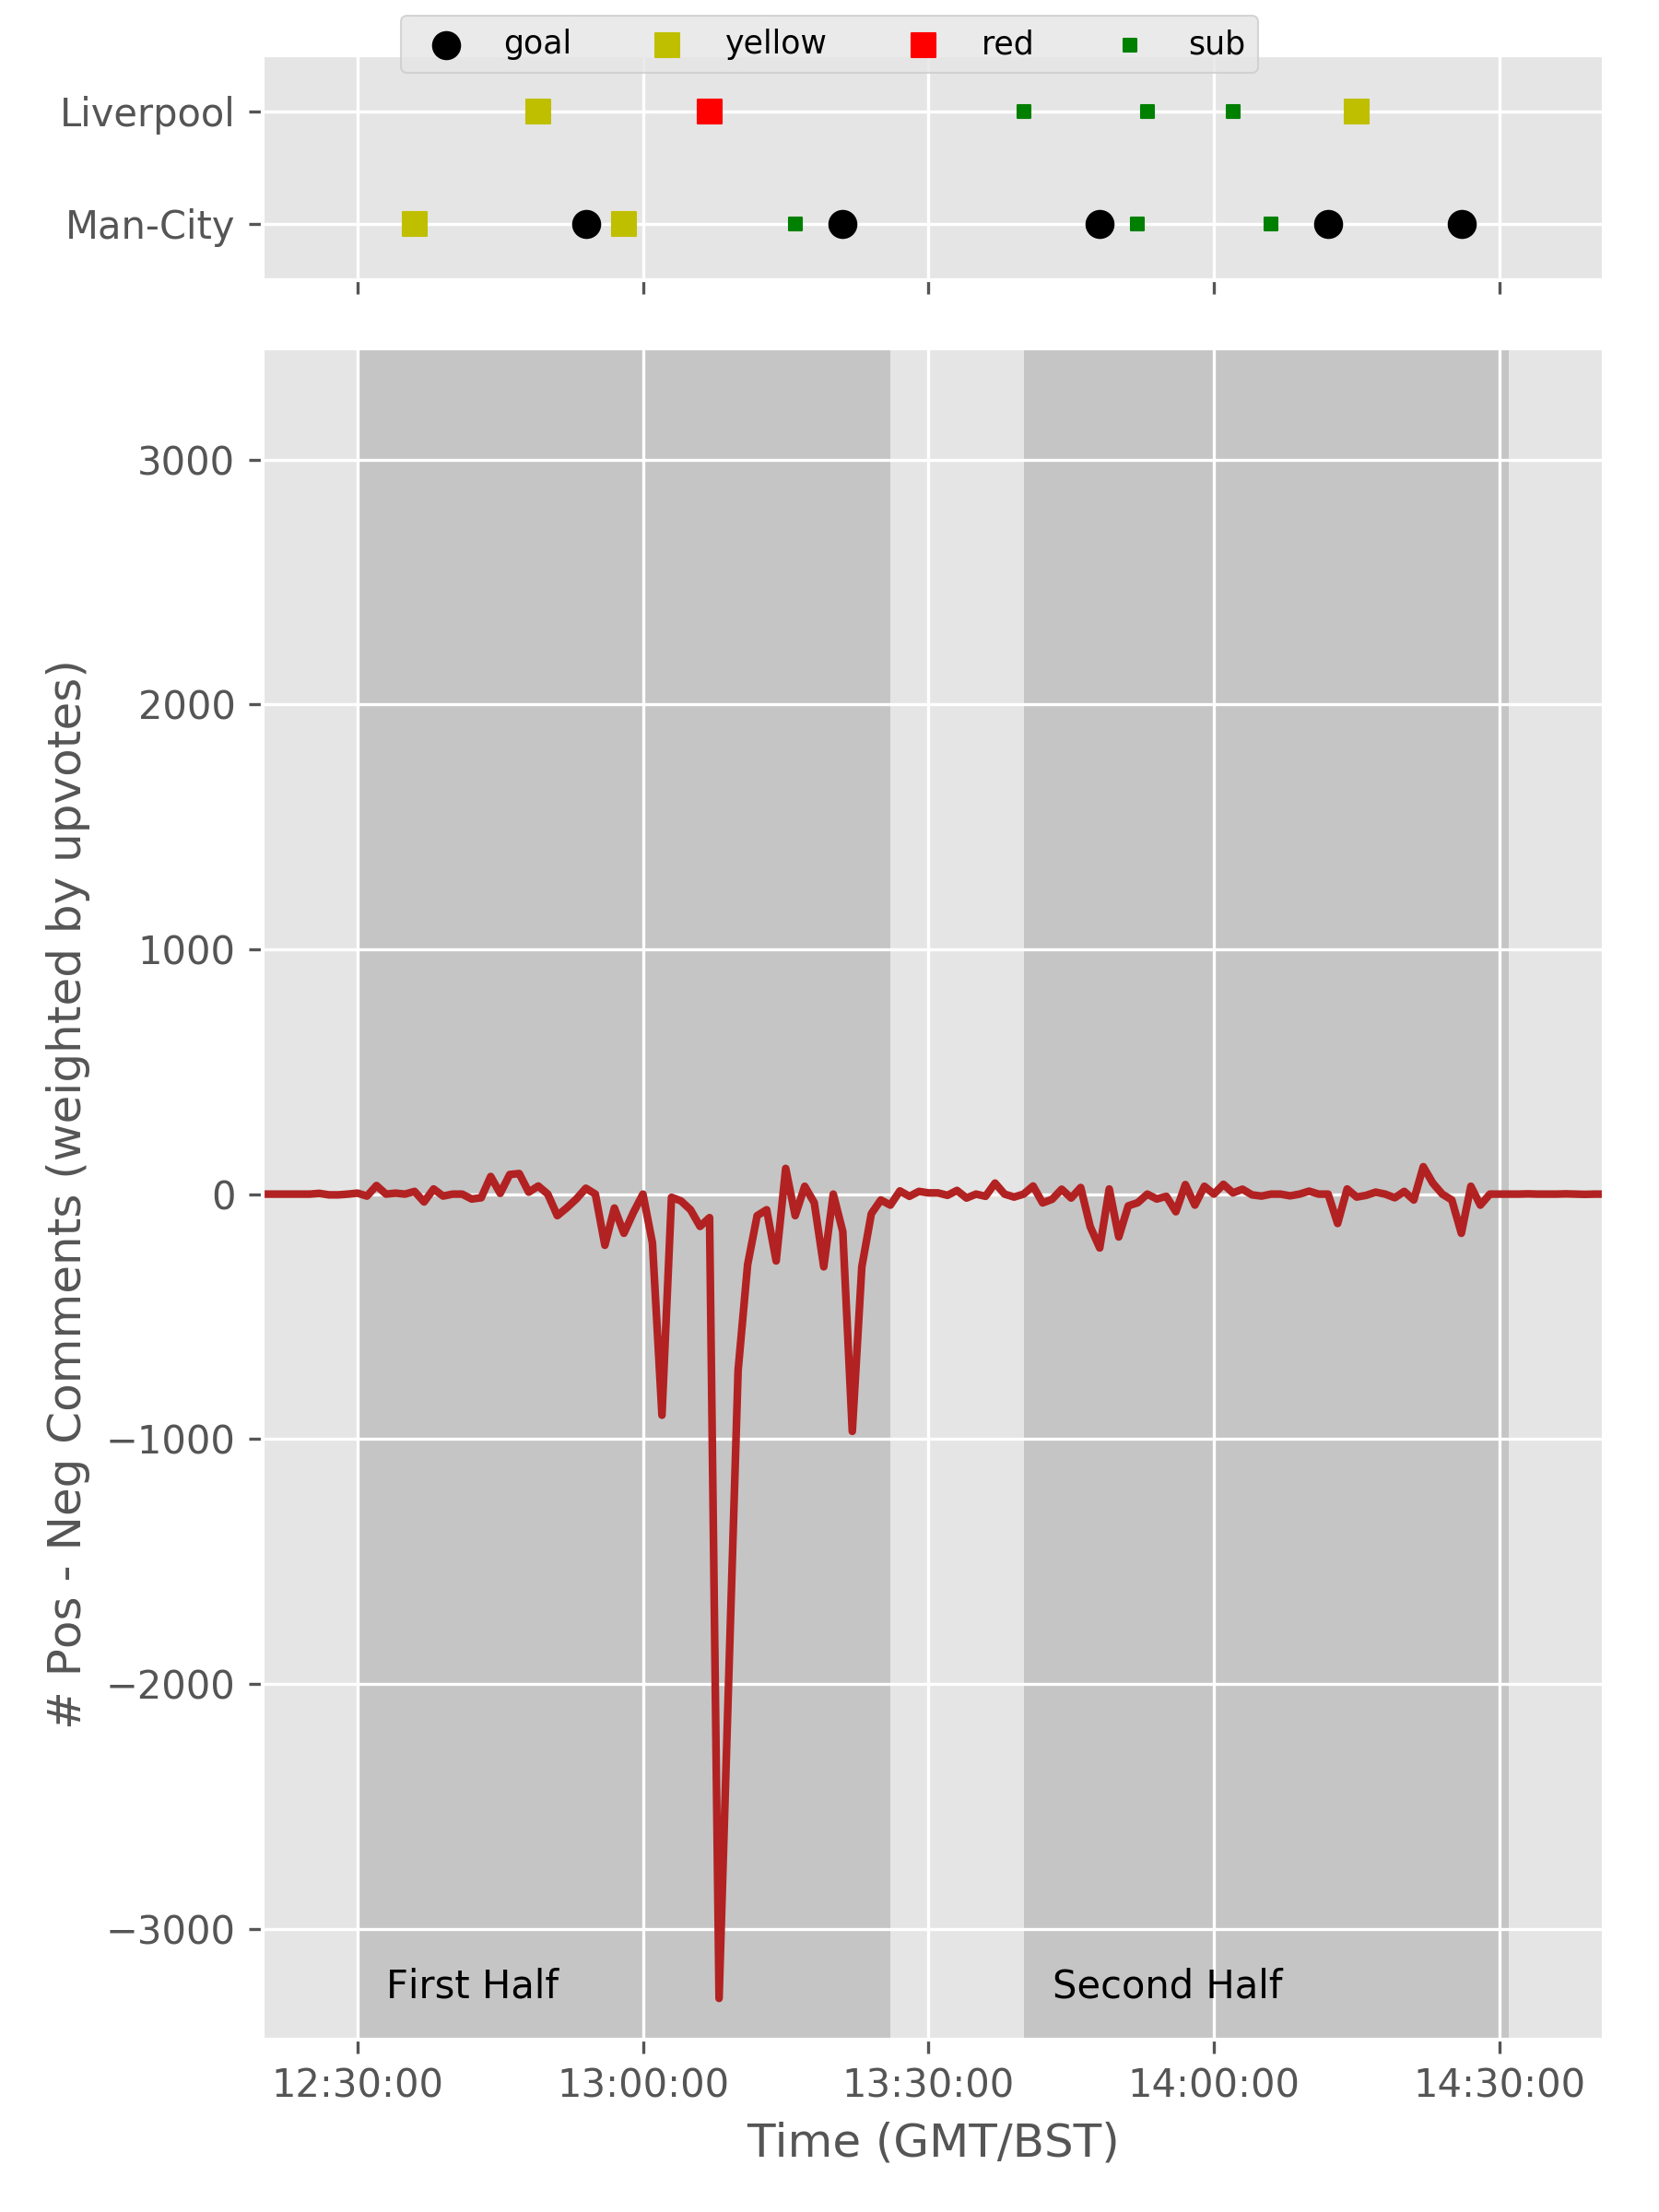 goal yellow red sub
Liverpool
Man-City
3000
2000
1000
0
−1000
−2000
−3000
# Pos - Neg Comments (weighted by upvotes)
First Half Second Half
12:30:00 13:00:00 13:30:00 14:00:00 14:30:00
Time (GMT/BST)